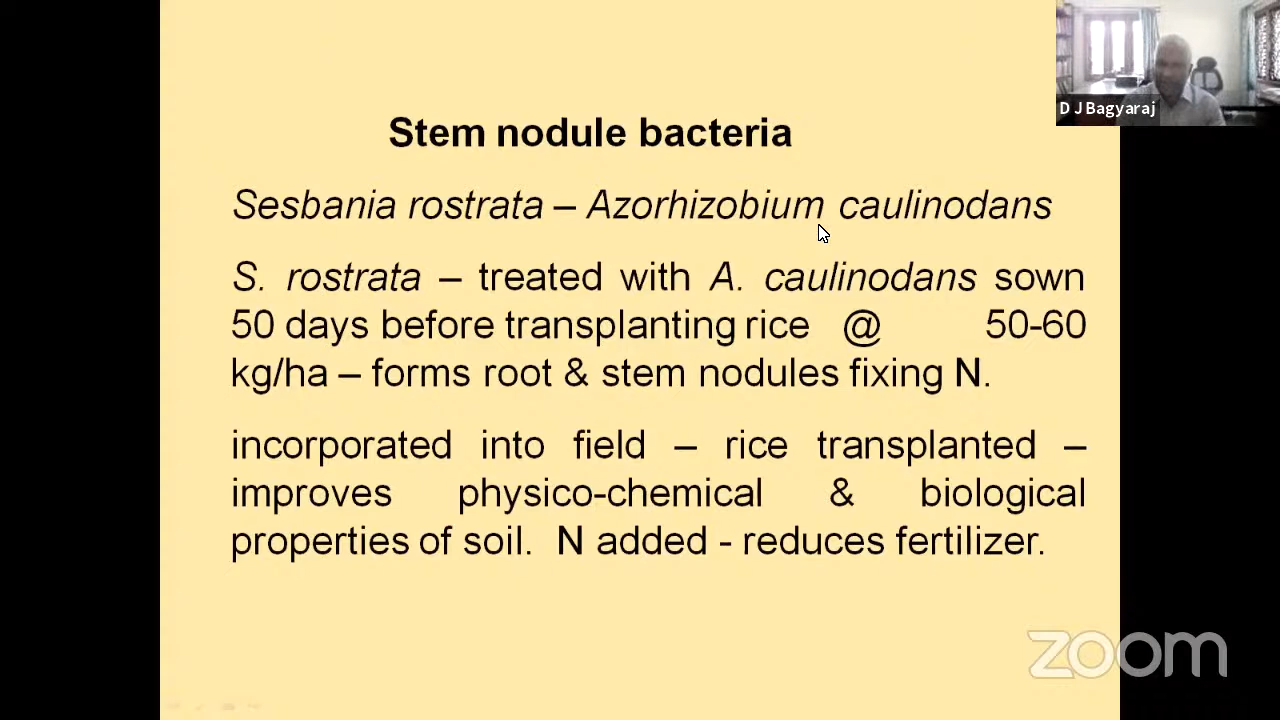 D J Bagyaraj
Stem nodule bacteria
Sesbania rostrata – Azorhizobium caulinodans
S. rostrata – treated with A. caulinodans sown
50 days before transplanting rice @ 50-60
kg/ha – forms root & stem nodules fixing N.
incorporated into field – rice transplanted –
improves physico-chemical & biological
properties of soil. N added - reduces fertilizer.
zoom